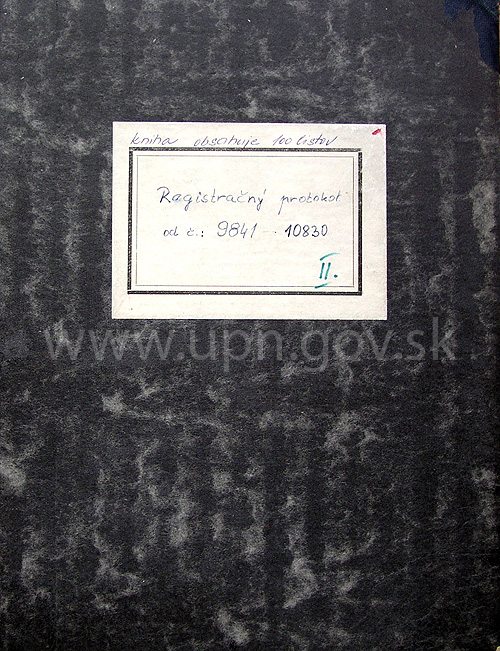 kniha obsahuje 100 listov
Registračný protokol
od č.: 9841 - 10830
II.
www.upn.gov.sk